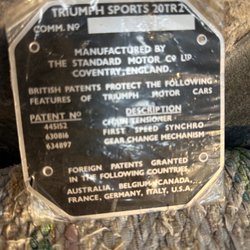 TRIUMPH SPORTS 20TR2
COMM. NO
MANUFACTURED BY
THE STANDARD MOTOR CO LTD.
COVENTRY, ENGLAND.
BRITISH PATENTS PROTECT THE FOLLOWING
FEATURES OF TRIUMPH MOTOR CARS
PATENT NO DESCRIPTION
445152 CHAIN TENSIONER
630816 FIRST SPEED SYNCHRO
634897 GEAR CHANGE MECHANISM
FOREIGN PATENTS GRANTED
IN THE FOLLOWING COUNTRIES
AUSTRALIA, BELGIUM, CANADA,
FRANCE, GERMANY, ITALY, U.S.A.